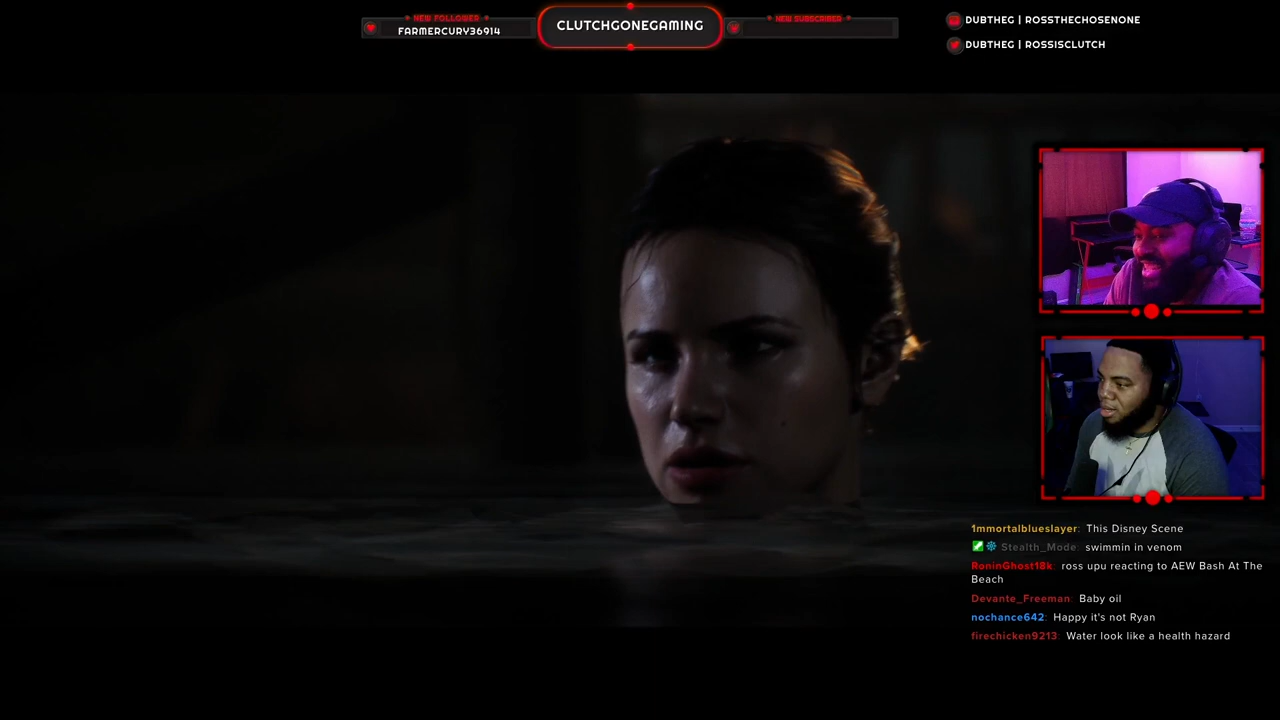 NEW FOLLOWER
FARMERCURY36914
CLUTCHGONEGAMING
NEW SUBSCRIBER
DUBTHEG | ROSSTHECHOSENONE
DUBTHEG | ROSSISCLUTCH
1mmortalblueslayer: This Disney Scene
Stealth_Mode: swimmin in venom
RoninGhost18k: ross upu reacting to AEW Bash At The
Beach
Devante_Freeman: Baby oil
nochance642: Happy it's not Ryan
firechicken9213: Water look like a health hazard